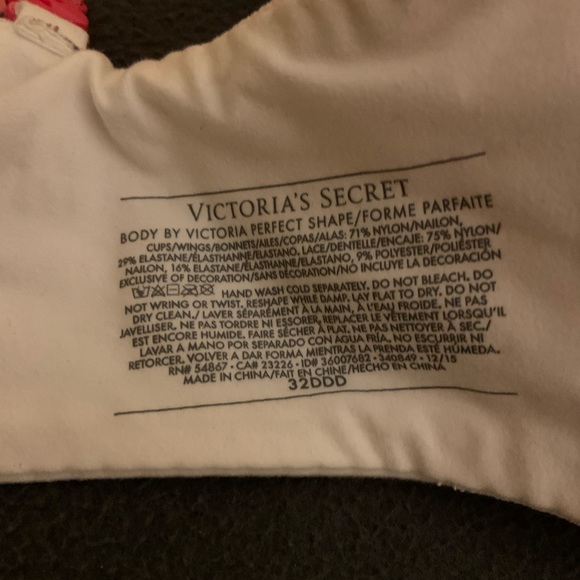 VICTORIA'S SECRET
BODY BY VICTORIA PERFECT SHAPE/FORME PARFAITE
CUPS/WINGS/BONNETS/AILES/COPAS/ALAS: 71% NYLON/NAILON,
29% ELASTANE/ÉLASTHANNE/ELASTANO, LACE/DENTELLE/ENCAJE: 75% NYLON/
NAILON, 16% ELASTANE/ÉLASTHANNE/ELASTANO, 9% POLYESTER/POLIÉSTER
EXCLUSIVE OF DECORATION/SANS DÉCORATION/NO INCLUYE LA DECORACIÓN
HAND WASH COLD SEPARATELY. DO NOT BLEACH. DO
NOT WRING OR TWIST. RESHAPE WHILE DAMP. LAY FLAT TO DRY. DO NOT
DRY CLEAN./ LAVER SÉPARÉMENT À LA MAIN, À L'EAU FROIDE. NE PAS
JAVELLISER. NE PAS TORDRE NI ESSORER. REPLACER LE VÊTEMENT LORSQU'IL
EST ENCORE HUMIDE. FAIRE SÉCHER À PLAT. NE PAS NETTOYER À SEC./
LAVAR A MANO POR SEPARADO CON AGUA FRÍA. NO ESCURRIR NI
RETORCER. VOLVER A DAR FORMA MIENTRAS LA PRENDA ESTÉ HÚMEDA.
RN# 54867 • CA# 23226 • ID# 36007682 • 340849 • 12/15
MADE IN CHINA/FAIT EN CHINE/HECHO EN CHINA
32DDD